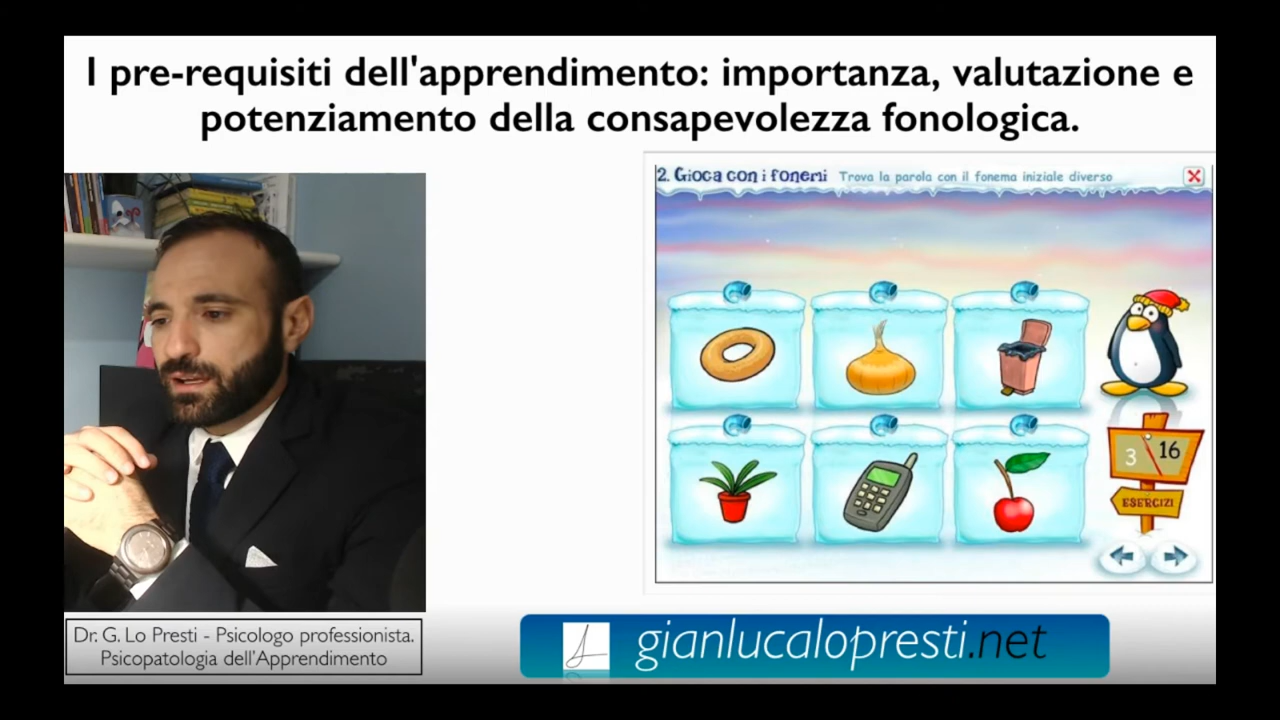 I pre-requisiti dell'apprendimento: importanza, valutazione e
potenziamento della consapevolezza fonologica.
2. Gioca con i fonemi Trova la parola con il fonema iniziale diverso
3 16
ESERCIZI
Dr. G. Lo Presti - Psicologo professionista.
Psicopatologia dell'Apprendimento
gianlucalopresti.net